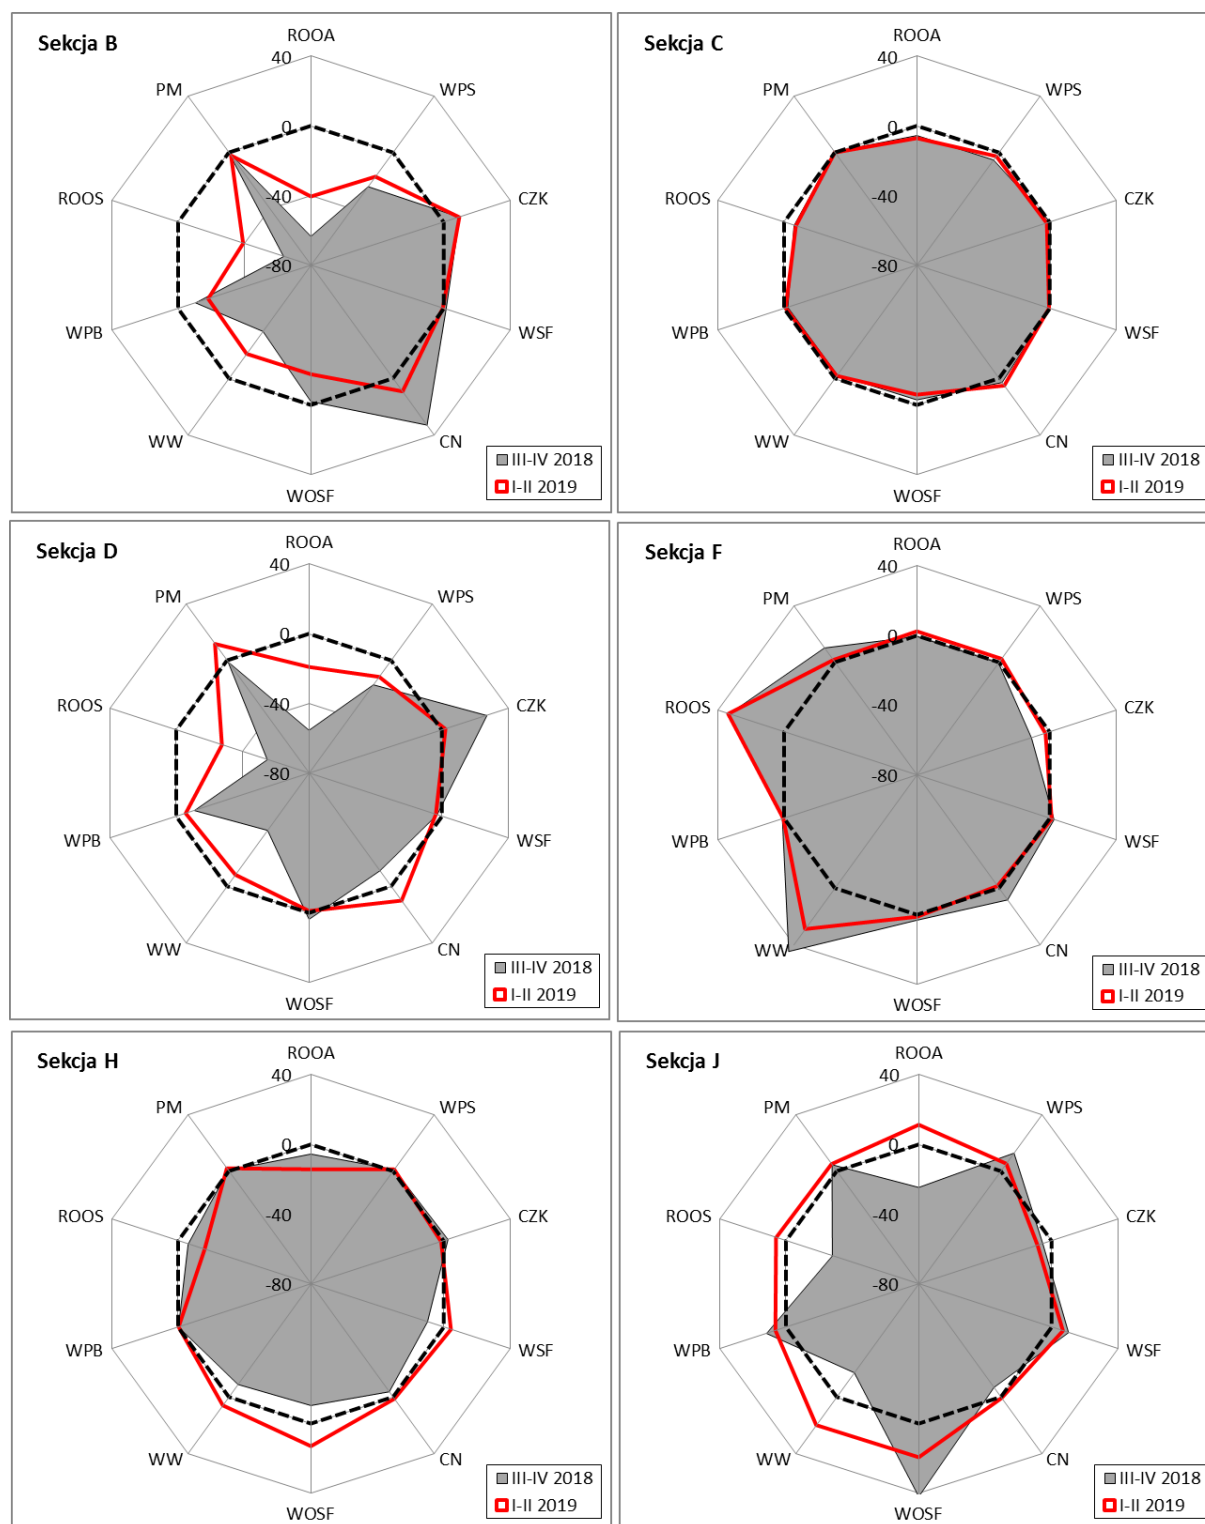 Sekcja B
ROOA
40
PM
WPS
0
ROOS
-40
CZK
-80
WPB
WSF
WW
CN
WOSF
III-IV 2018
I-II 2019
Sekcja C
ROOA
40
PM
WPS
0
ROOS
-40
CZK
-80
WPB
WSF
WW
CN
WOSF
III-IV 2018
I-II 2019
Sekcja D
ROOA
40
PM
WPS
0
ROOS
-40
CZK
-80
WPB
WSF
WW
CN
WOSF
III-IV 2018
I-II 2019
Sekcja F
ROOA
40
PM
WPS
0
ROOS
-40
CZK
-80
WPB
WSF
WW
CN
WOSF
III-IV 2018
I-II 2019
Sekcja H
ROOA
40
PM
WPS
0
ROOS
-40
CZK
-80
WPB
WSF
WW
CN
WOSF
III-IV 2018
I-II 2019
Sekcja J
ROOA
40
PM
WPS
0
ROOS
-40
CZK
-80
WPB
WSF
WW
CN
WOSF
III-IV 2018
I-II 2019